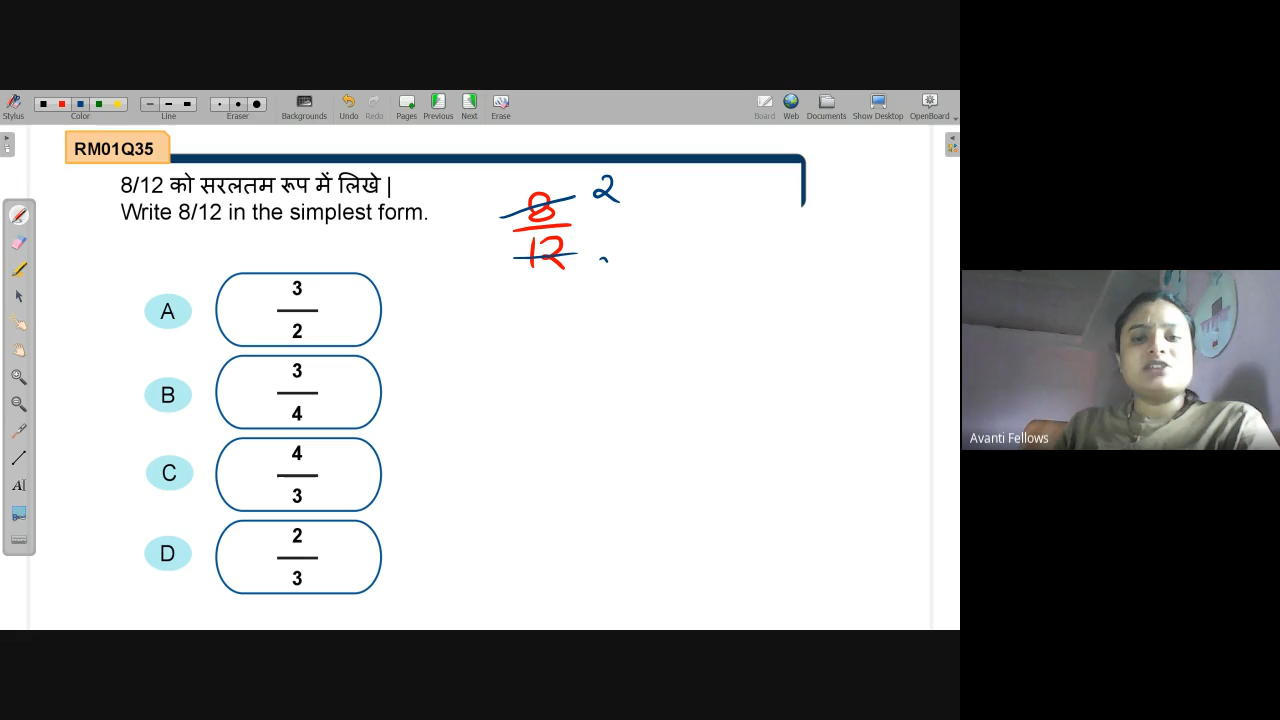 Stylus
Color
Line
Eraser
Backgrounds
Undo
Redo
Pages
Previous
Next
Erase
Board
Web
Documents
Show Desktop
OpenBoard
RM01Q35
8/12 को सरलतम रूप में लिखे |
Write 8/12 in the simplest form.
8 2
12
A 3
2
B 3
4
C 4
3
D 2
3
Avanti Fellows